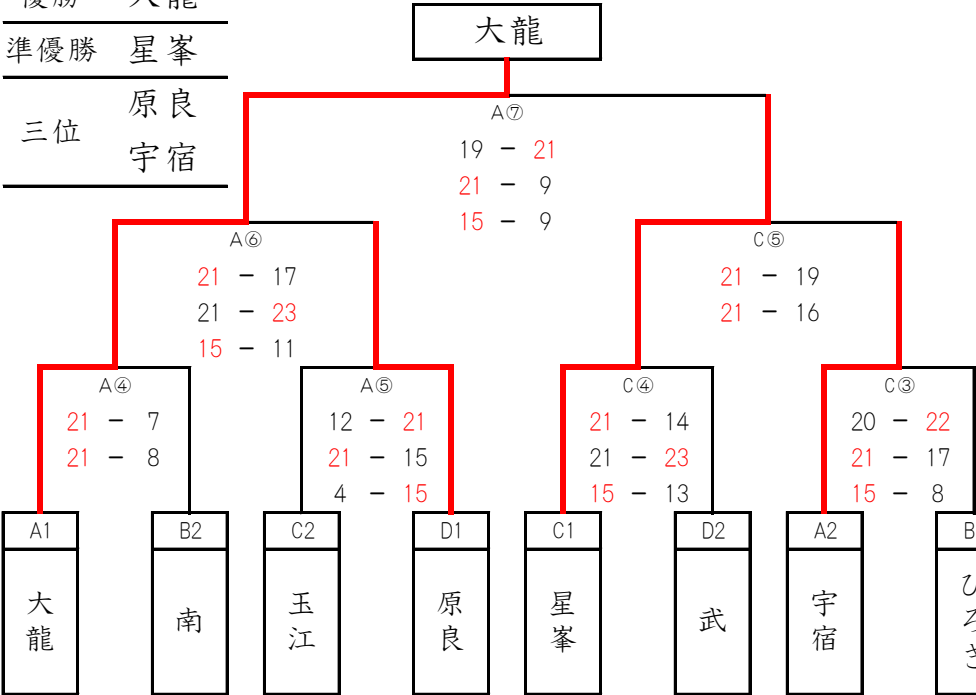 優勝 大龍
準優勝 星峯
三位 原良
宇宿
大龍
A⑦
19 － 21
21 － 9
15 － 9
A⑥
21 － 17
21 － 23
15 － 11
C⑤
21 － 19
21 － 16
A④
21 － 7
21 － 8
A⑤
12 － 21
21 － 15
4 － 15
C④
21 － 14
21 － 23
15 － 13
C③
20 － 22
21 － 17
15 － 8
A1 B2 C2 D1 C1 D2 A2 B
大龍
南
玉江
原良
星峯
武
宇宿